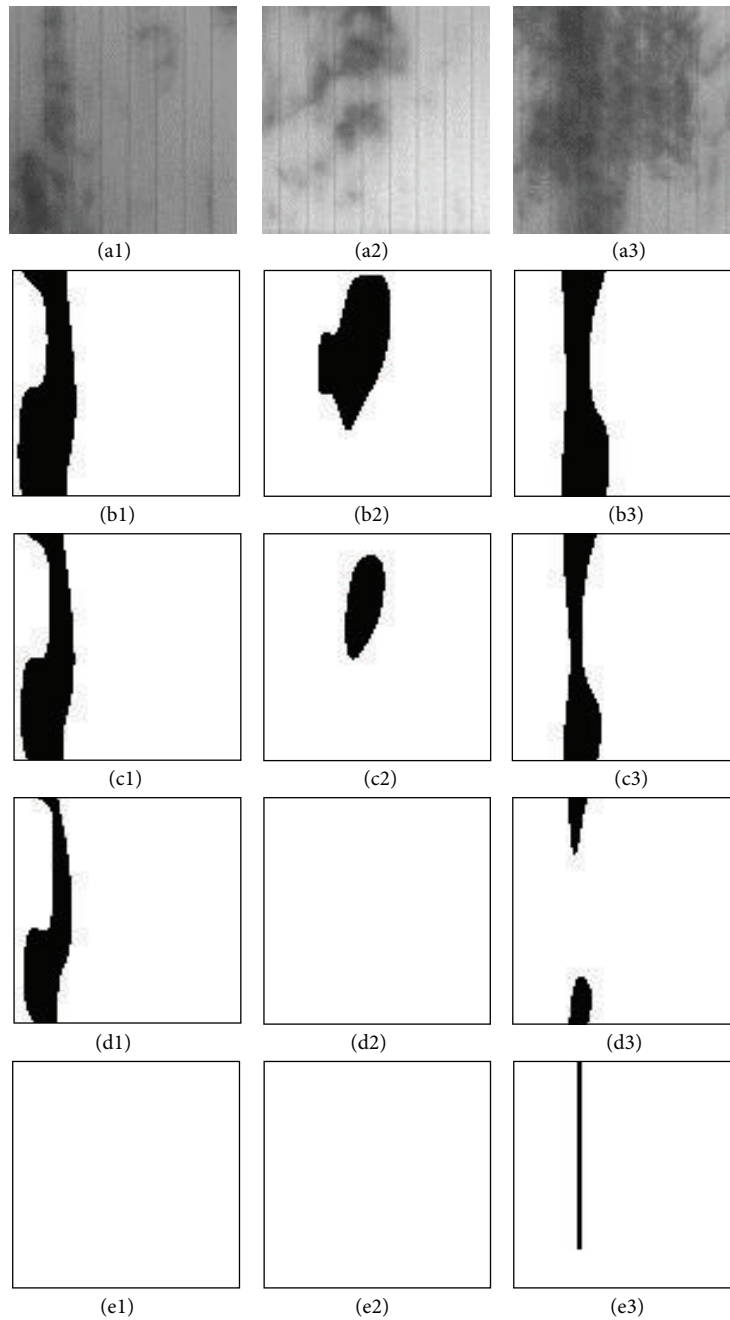 (a1) (a2) (a3)
(b1) (b2) (b3)
(c1) (c2) (c3)
(d1) (d2) (d3)
(e1) (e2) (e3)